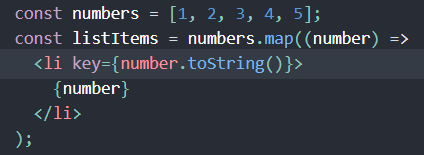 const numbers = [1, 2, 3, 4, 5];
const listItems = numbers.map((number) =>
  <li key={number.toString()}>
    {number}
  </li>
);